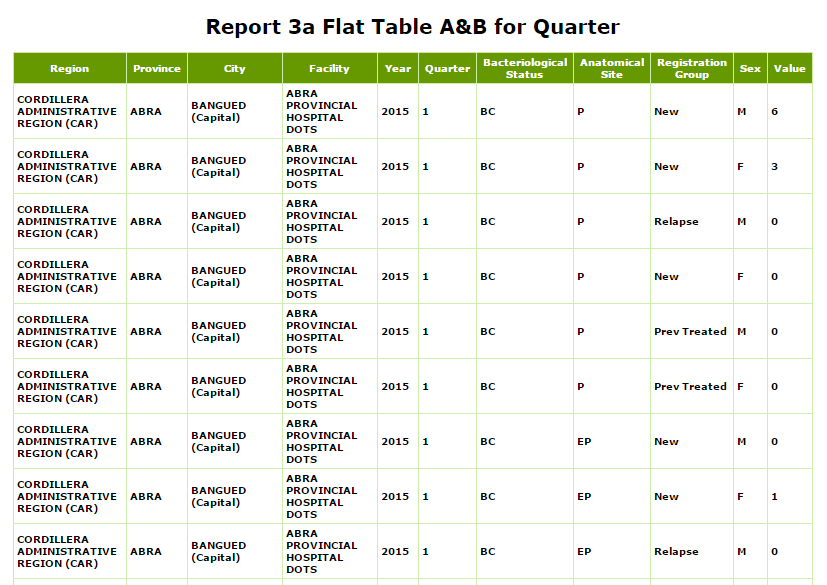 Report 3a Flat Table A&B for Quarter
Region Province City Facility Year Quarter Bacteriological Status Anatomical Site Registration Group Sex Value
CORDILLERA ADMINISTRATIVE REGION (CAR) ABRA BANGUED (Capital) ABRA PROVINCIAL HOSPITAL DOTS 2015 1 BC P New M 6
CORDILLERA ADMINISTRATIVE REGION (CAR) ABRA BANGUED (Capital) ABRA PROVINCIAL HOSPITAL DOTS 2015 1 BC P New F 3
CORDILLERA ADMINISTRATIVE REGION (CAR) ABRA BANGUED (Capital) ABRA PROVINCIAL HOSPITAL DOTS 2015 1 BC P Relapse M 0
CORDILLERA ADMINISTRATIVE REGION (CAR) ABRA BANGUED (Capital) ABRA PROVINCIAL HOSPITAL DOTS 2015 1 BC P New F 0
CORDILLERA ADMINISTRATIVE REGION (CAR) ABRA BANGUED (Capital) ABRA PROVINCIAL HOSPITAL DOTS 2015 1 BC P Prev Treated M 0
CORDILLERA ADMINISTRATIVE REGION (CAR) ABRA BANGUED (Capital) ABRA PROVINCIAL HOSPITAL DOTS 2015 1 BC P Prev Treated F 0
CORDILLERA ADMINISTRATIVE REGION (CAR) ABRA BANGUED (Capital) ABRA PROVINCIAL HOSPITAL DOTS 2015 1 BC EP New M 0
CORDILLERA ADMINISTRATIVE REGION (CAR) ABRA BANGUED (Capital) ABRA PROVINCIAL HOSPITAL DOTS 2015 1 BC EP New F 1
CORDILLERA ADMINISTRATIVE REGION (CAR) ABRA BANGUED (Capital) ABRA PROVINCIAL HOSPITAL DOTS 2015 1 BC EP Relapse M 0